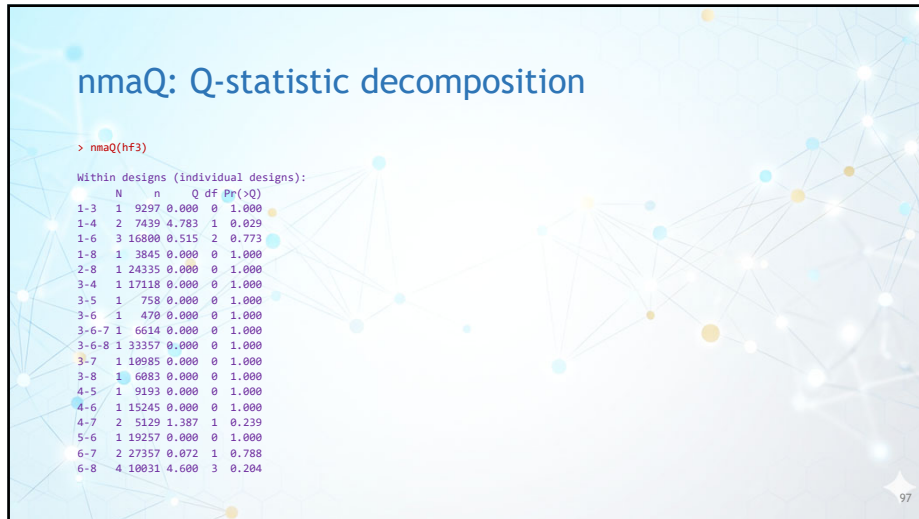 nmaQ: Q-statistic decomposition
> nmaQ(hf3)
Within designs (individual designs):
N n Q df Pr(>Q)
1-3 1 9297 0.000 0 1.000
1-4 2 7439 4.783 1 0.029
1-6 3 16800 0.515 2 0.773
1-8 1 3845 0.000 0 1.000
2-8 1 24335 0.000 0 1.000
3-4 1 17118 0.000 0 1.000
3-5 1 758 0.000 0 1.000
3-6 1 470 0.000 0 1.000
3-6-7 1 6614 0.000 0 1.000
3-6-8 1 33357 0.000 0 1.000
3-7 1 10985 0.000 0 1.000
3-8 1 6083 0.000 0 1.000
4-5 1 9193 0.000 0 1.000
4-6 1 15245 0.000 0 1.000
4-7 2 5129 1.387 1 0.239
5-6 1 19257 0.000 0 1.000
6-7 2 27357 0.072 1 0.788
6-8 4 10031 4.600 3 0.204
97